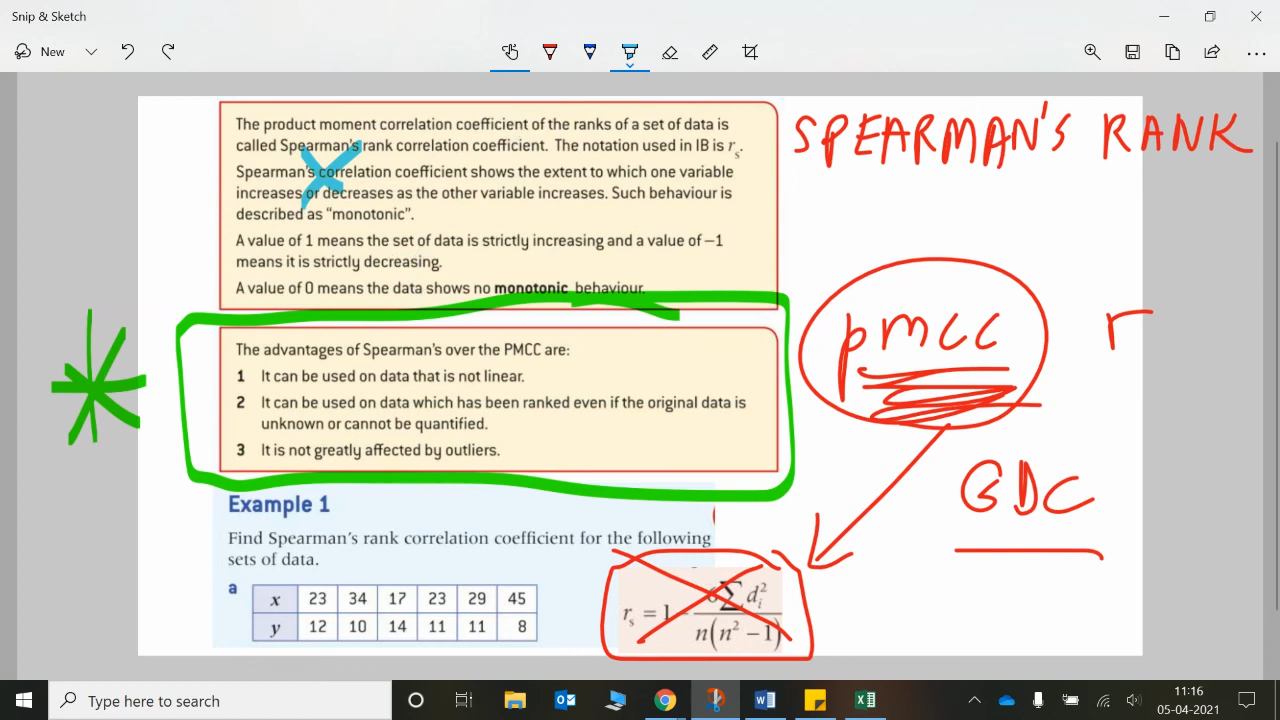 Snip & Sketch
New
The product moment correlation coefficient of the ranks of a set of data is
called Spearman's rank correlation coefficient. The notation used in IB is rs.
Spearman's correlation coefficient shows the extent to which one variable
increases or decreases as the other variable increases. Such behaviour is
described as "monotonic".
A value of 1 means the set of data is strictly increasing and a value of –1
means it is strictly decreasing.
A value of 0 means the data shows no monotonic behaviour.
SPEARMAN'S RANK
The advantages of Spearman's over the PMCC are:
1 It can be used on data that is not linear.
2 It can be used on data which has been ranked even if the original data is
unknown or cannot be quantified.
3 It is not greatly affected by outliers.
pmcc r
GDC
Example 1
Find Spearman's rank correlation coefficient for the following
sets of data.
a
x 23 34 17 23 29 45
y 12 10 14 11 11 8
rs = 1 – 6∑di² / n(n² – 1)
Type here to search
11:16
05-04-2021